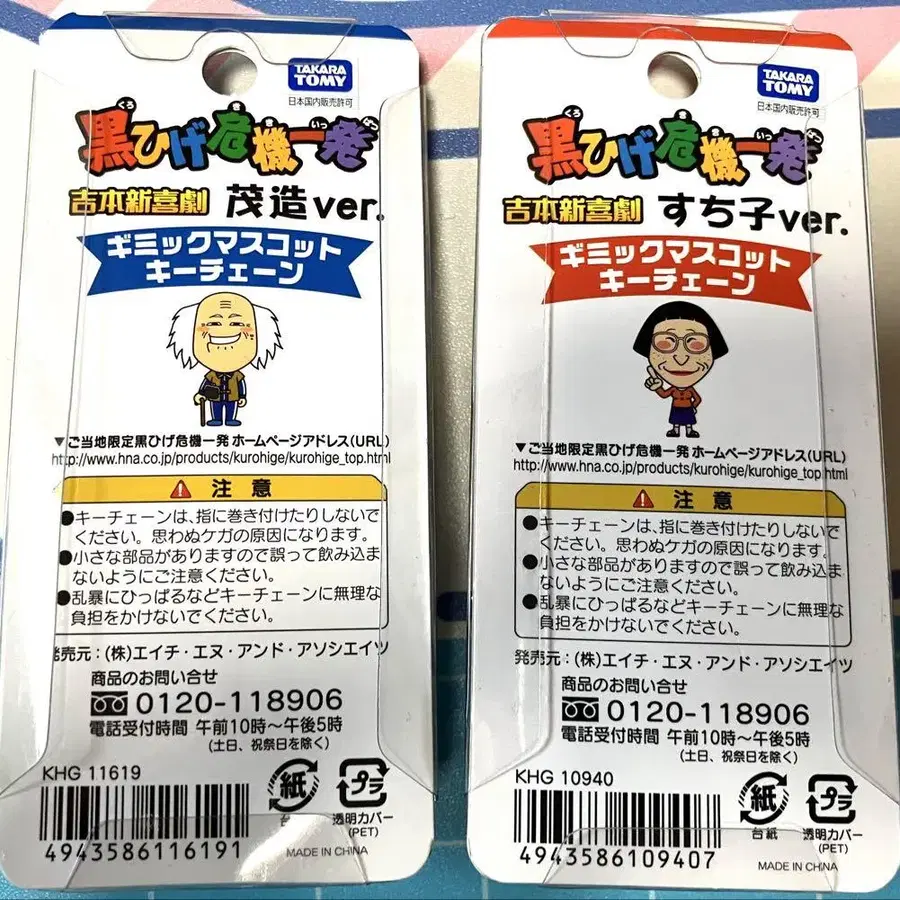 TAKARA
TOMY
日本国内販売許可
くろ き き いっ ぱつ
黒ひげ危機一発
吉本新喜劇 茂造ver.
ギミックマスコット
キーチェーン
▼ご当地限定黒ひげ危機一発 ホームページアドレス(URL)
http://www.hna.co.jp/products/kurohige/kurohige_top.html
注意
●キーチェーンは、指に巻き付けたりしないで
ください。思わぬケガの原因になります。
●小さな部品がありますので誤って飲み込ま
ないようにご注意ください。
●乱暴にひっぱるなどキーチェーンに無理な
負担をかけないでください。
発売元:(株)エイチ・エヌ・アンド・アソシエイツ
商品のお問い合せ
0120-118906
電話受付時間 午前10時〜午後5時
(土日、祝祭日を除く)
KHG 11619
紙
台紙
プラ
透明カバー
(PET)
4943586116191
MADE IN CHINA
TAKARA
TOMY
日本国内販売許可
くろ き き いっ ぱつ
黒ひげ危機一発
吉本新喜劇 すち子ver.
ギミックマスコット
キーチェーン
▼ご当地限定黒ひげ危機一発 ホームページアドレス(URL)
http://www.hna.co.jp/products/kurohige/kurohige_top.html
注意
●キーチェーンは、指に巻き付けたりしないで
ください。思わぬケガの原因になります。
●小さな部品がありますので誤って飲み込ま
ないようにご注意ください。
●乱暴にひっぱるなどキーチェーンに無理な
負担をかけないでください。
発売元:(株)エイチ・エヌ・アンド・アソシエイツ
商品のお問い合せ
0120-118906
電話受付時間 午前10時〜午後5時
(土日、祝祭日を除く)
KHG 10940
紙
台紙
プラ
透明カバー
(PET)
4943586109407
MADE IN CHINA